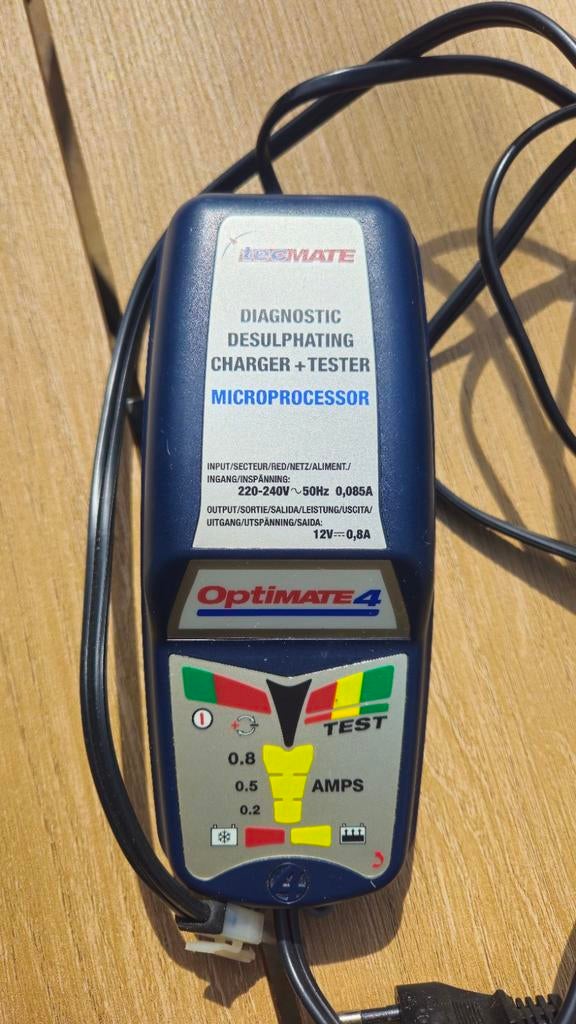 tecMATE
DIAGNOSTIC
DESULPHATING
CHARGER + TESTER
MICROPROCESSOR
INPUT/SECTEUR/RED/NETZ/ALIMENT./
INGANG/INSPÄNNING:
220-240V ~ 50Hz 0,085A
OUTPUT/SORTIE/SALIDA/LEISTUNG/USCITA/
UITGANG/UTSPÄNNING/SAIDA:
12V⎓0,8A
OptiMATE4
TEST
0.8
0.5 AMPS
0.2